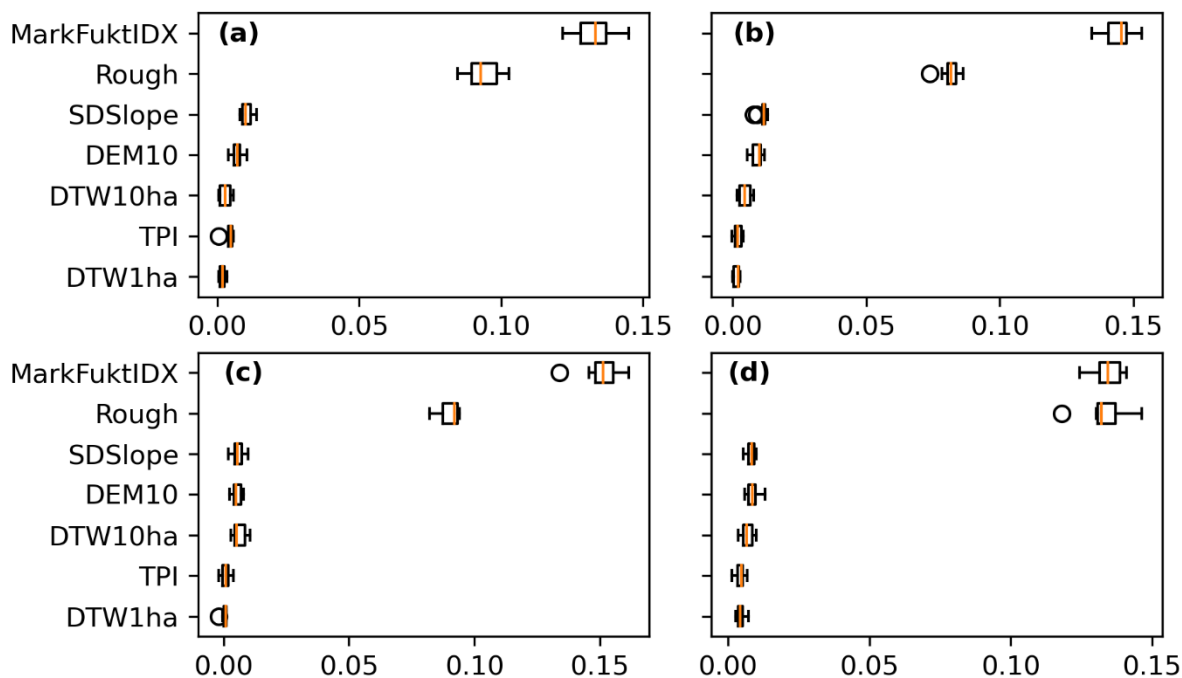 MarkFuktIDX (a) (b)
Rough
SDSlope
DEM10
DTW10ha
TPI
DTW1ha
0.00 0.05 0.10 0.15 0.00 0.05 0.10 0.15
MarkFuktIDX (c) (d)
Rough
SDSlope
DEM10
DTW10ha
TPI
DTW1ha
0.00 0.05 0.10 0.15 0.00 0.05 0.10 0.15